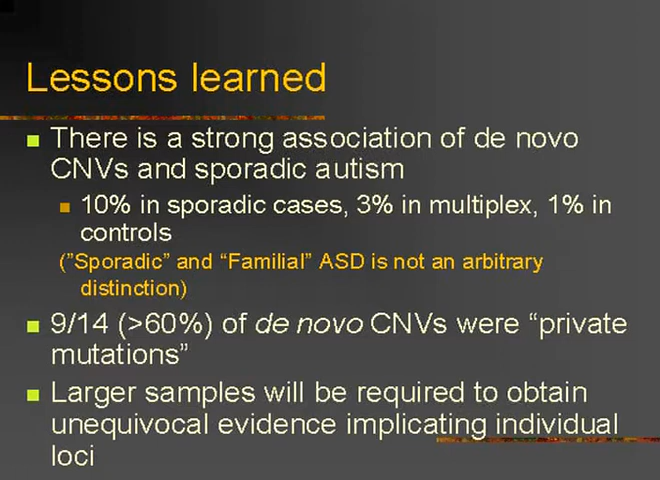 Lessons learned
There is a strong association of de novo
CNVs and sporadic autism
10% in sporadic cases, 3% in multiplex, 1% in
controls
("Sporadic" and "Familial" ASD is not an arbitrary
distinction)
9/14 (>60%) of de novo CNVs were "private
mutations"
Larger samples will be required to obtain
unequivocal evidence implicating individual
loci